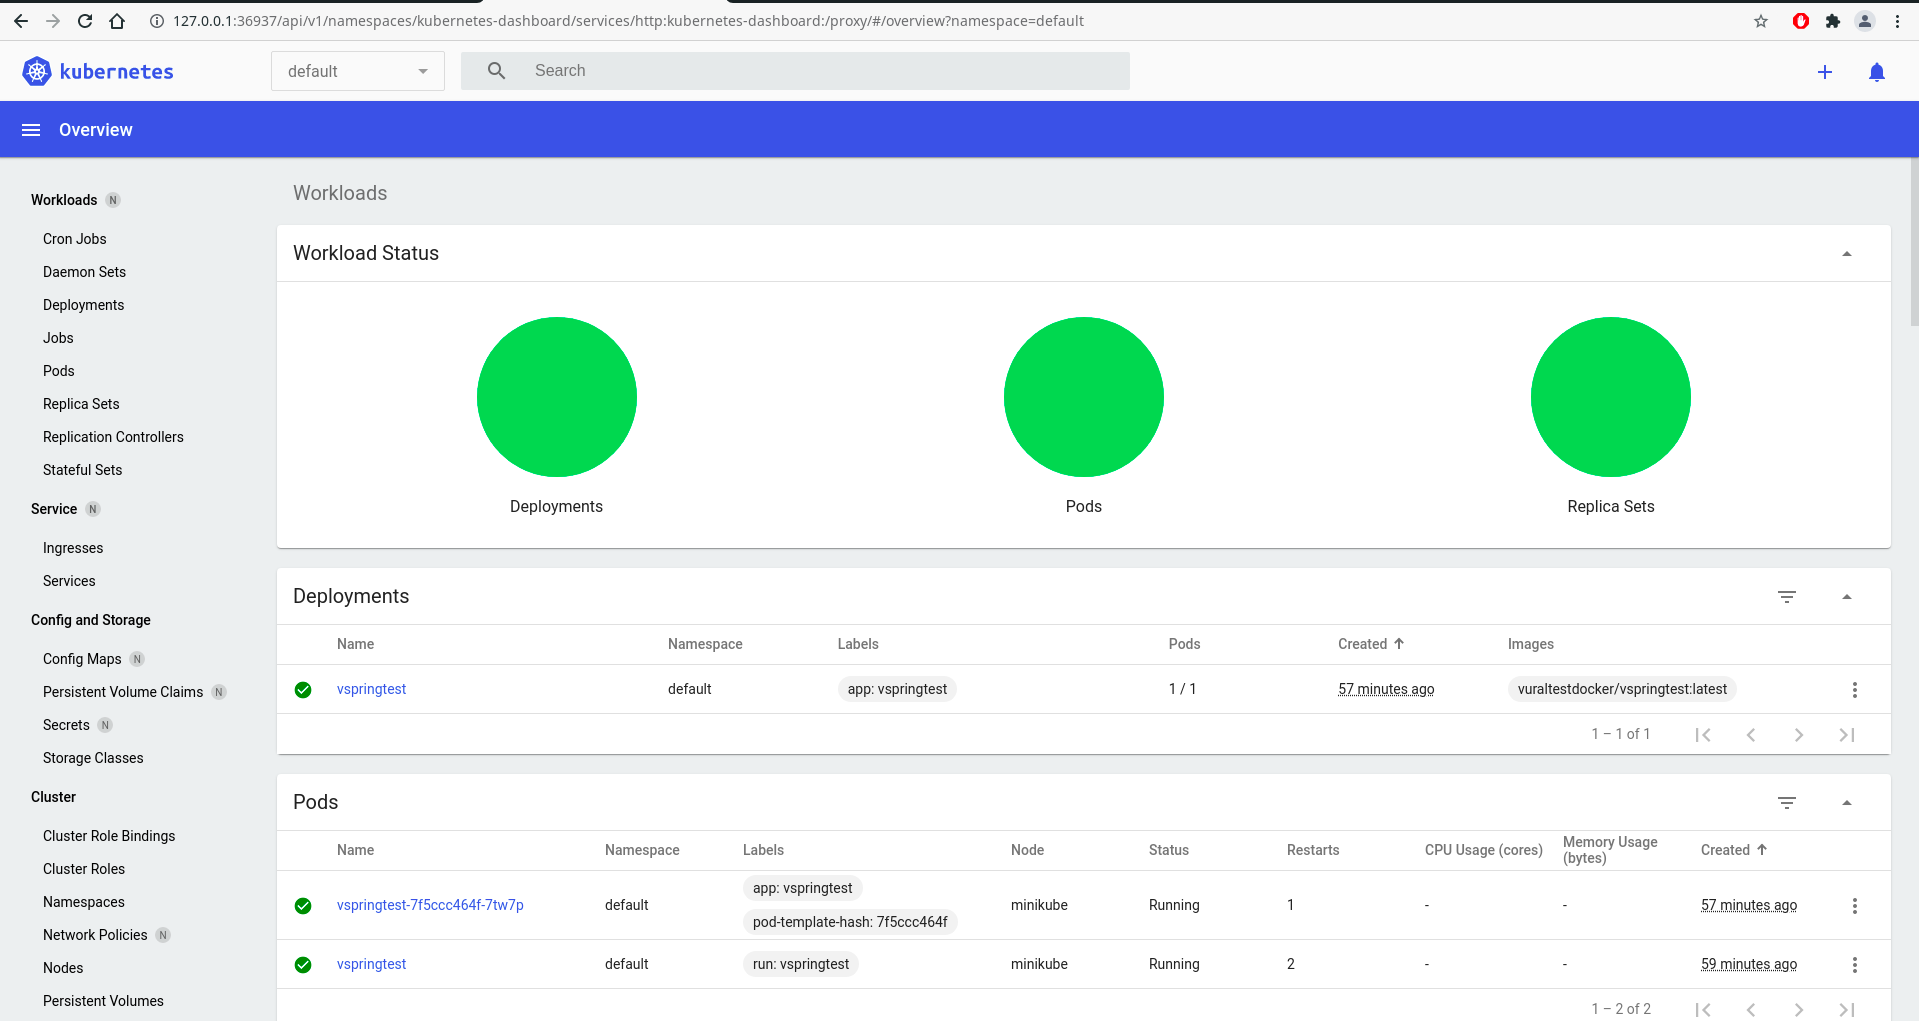 127.0.0.1:36937/api/v1/namespaces/kubernetes-dashboard/services/http:kubernetes-dashboard:/proxy/#/overview?namespace=default
kubernetes
default
Search
Overview
Workloads N
Cron Jobs
Daemon Sets
Deployments
Jobs
Pods
Replica Sets
Replication Controllers
Stateful Sets
Service N
Ingresses
Services
Config and Storage
Config Maps N
Persistent Volume Claims N
Secrets N
Storage Classes
Cluster
Cluster Role Bindings
Cluster Roles
Namespaces
Network Policies N
Nodes
Persistent Volumes
Workloads
Workload Status
Deployments Pods Replica Sets
Deployments
Name Namespace Labels Pods Created Images
vspringtest default app: vspringtest 1 / 1 57 minutes ago vuraltestdocker/vspringtest:latest
1 – 1 of 1
Pods
Name Namespace Labels Node Status Restarts CPU Usage (cores) Memory Usage (bytes) Created
vspringtest-7f5ccc464f-7tw7p default app: vspringtest pod-template-hash: 7f5ccc464f minikube Running 1 - - 57 minutes ago
vspringtest default run: vspringtest minikube Running 2 - - 59 minutes ago
1 – 2 of 2